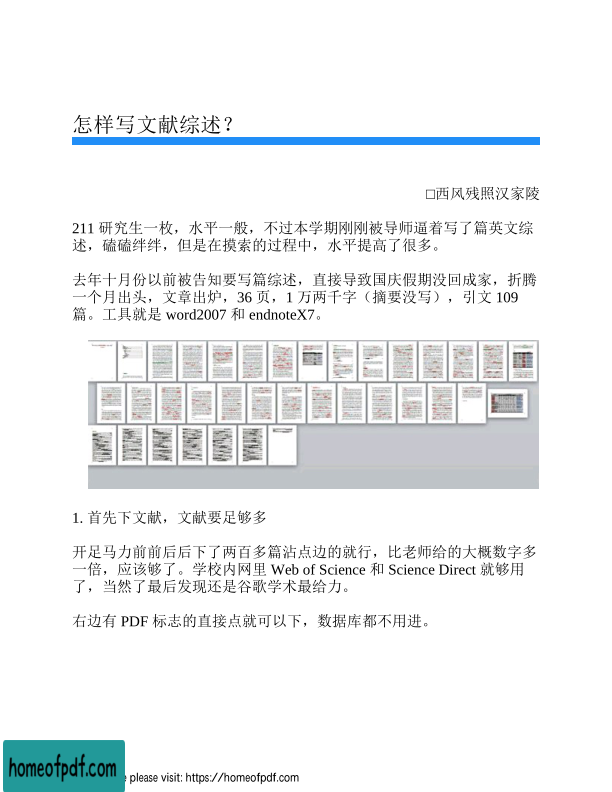 怎样写文献综述？
□西风残照汉家陵
211 研究生一枚，水平一般，不过本学期刚刚被导师逼着写了篇英文综
述，磕磕绊绊，但是在摸索的过程中，水平提高了很多。
去年十月份以前被告知要写篇综述，直接导致国庆假期没回成家，折腾
一个月出头，文章出炉，36 页，1 万两千字（摘要没写），引文 109
篇。工具就是 word2007 和 endnoteX7。
1. 首先下文献，文献要足够多
开足马力前前后后下了两百多篇沾点边的就行，比老师给的大概数字多
一倍，应该够了。学校内网里 Web of Science 和 Science Direct 就够用
了，当然了最后发现还是谷歌学术最给力。
右边有 PDF 标志的直接点就可以下，数据库都不用进。
homeofpdf.com
e please visit: https://homeofpdf.com